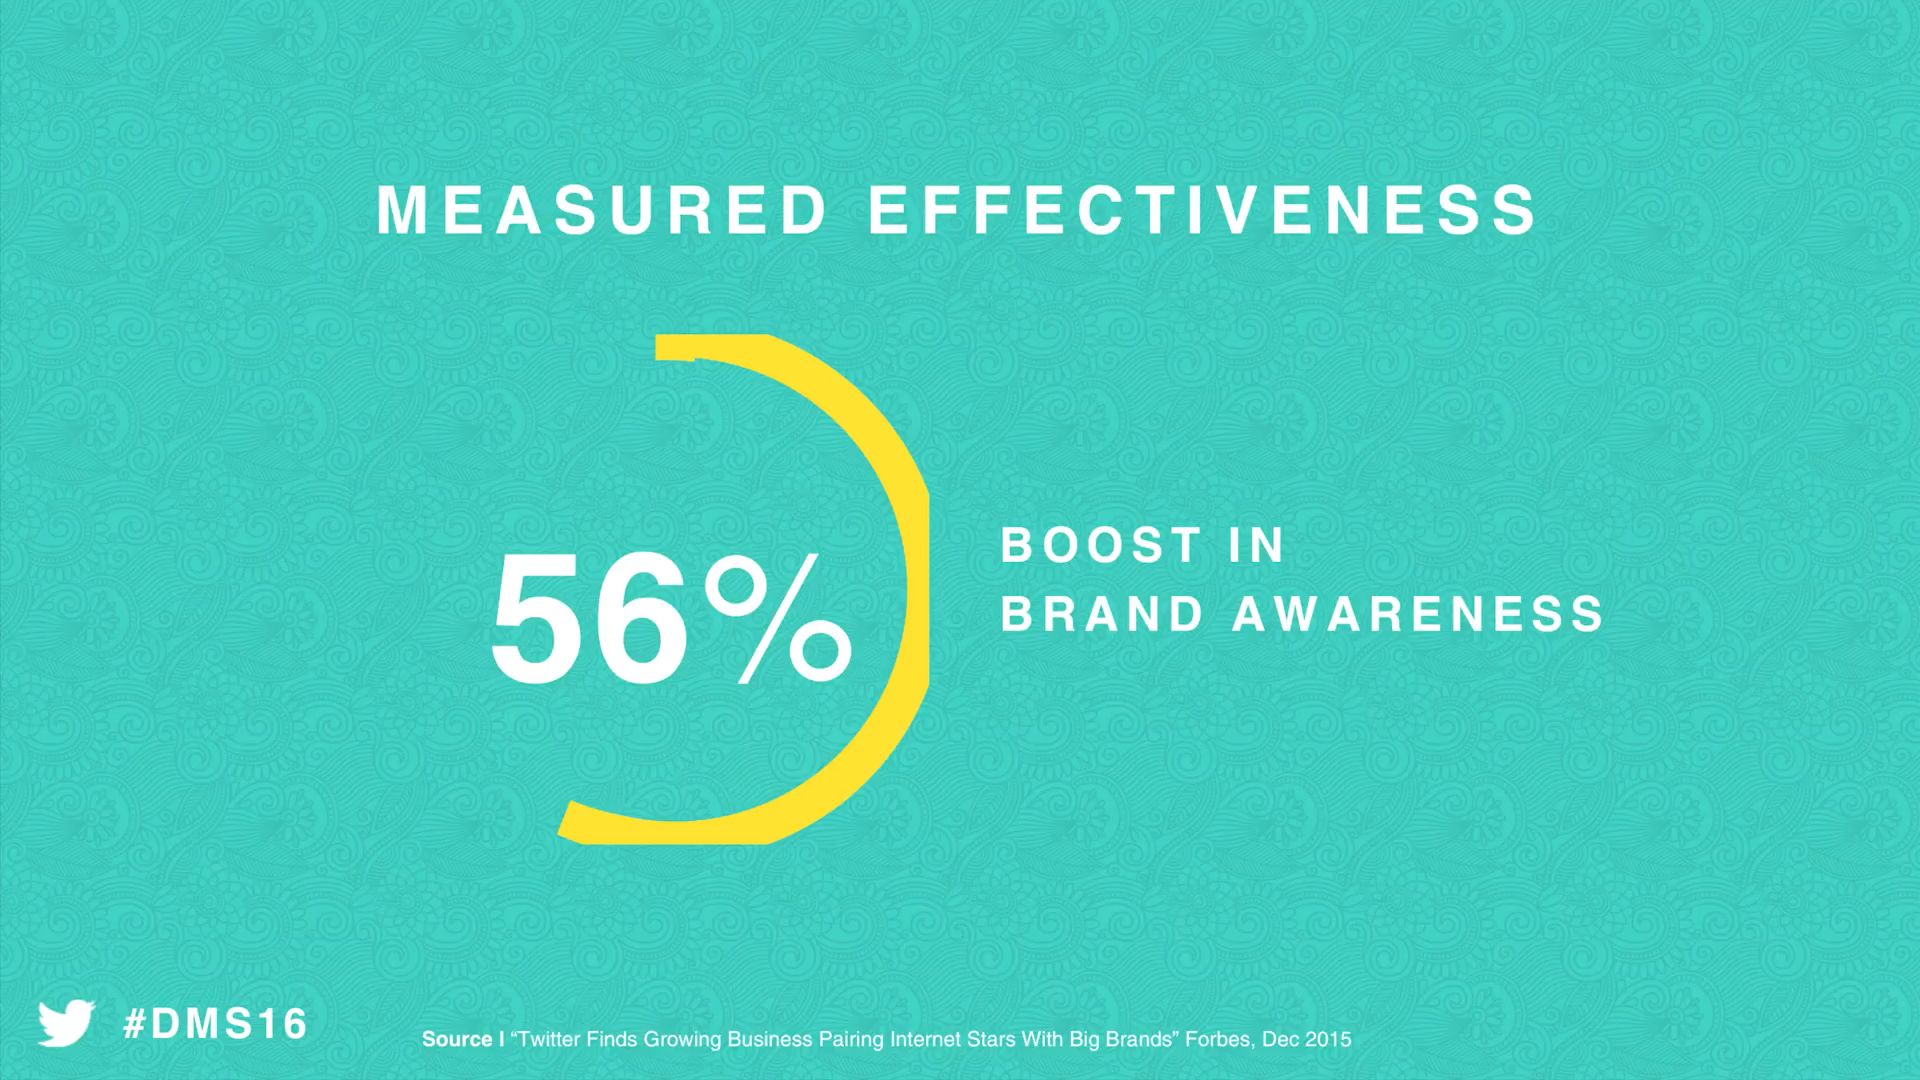 MEASURED EFFECTIVENESS
56%
BOOST IN
BRAND AWARENESS
#DMS16
Source | “Twitter Finds Growing Business Pairing Internet Stars With Big Brands” Forbes, Dec 2015